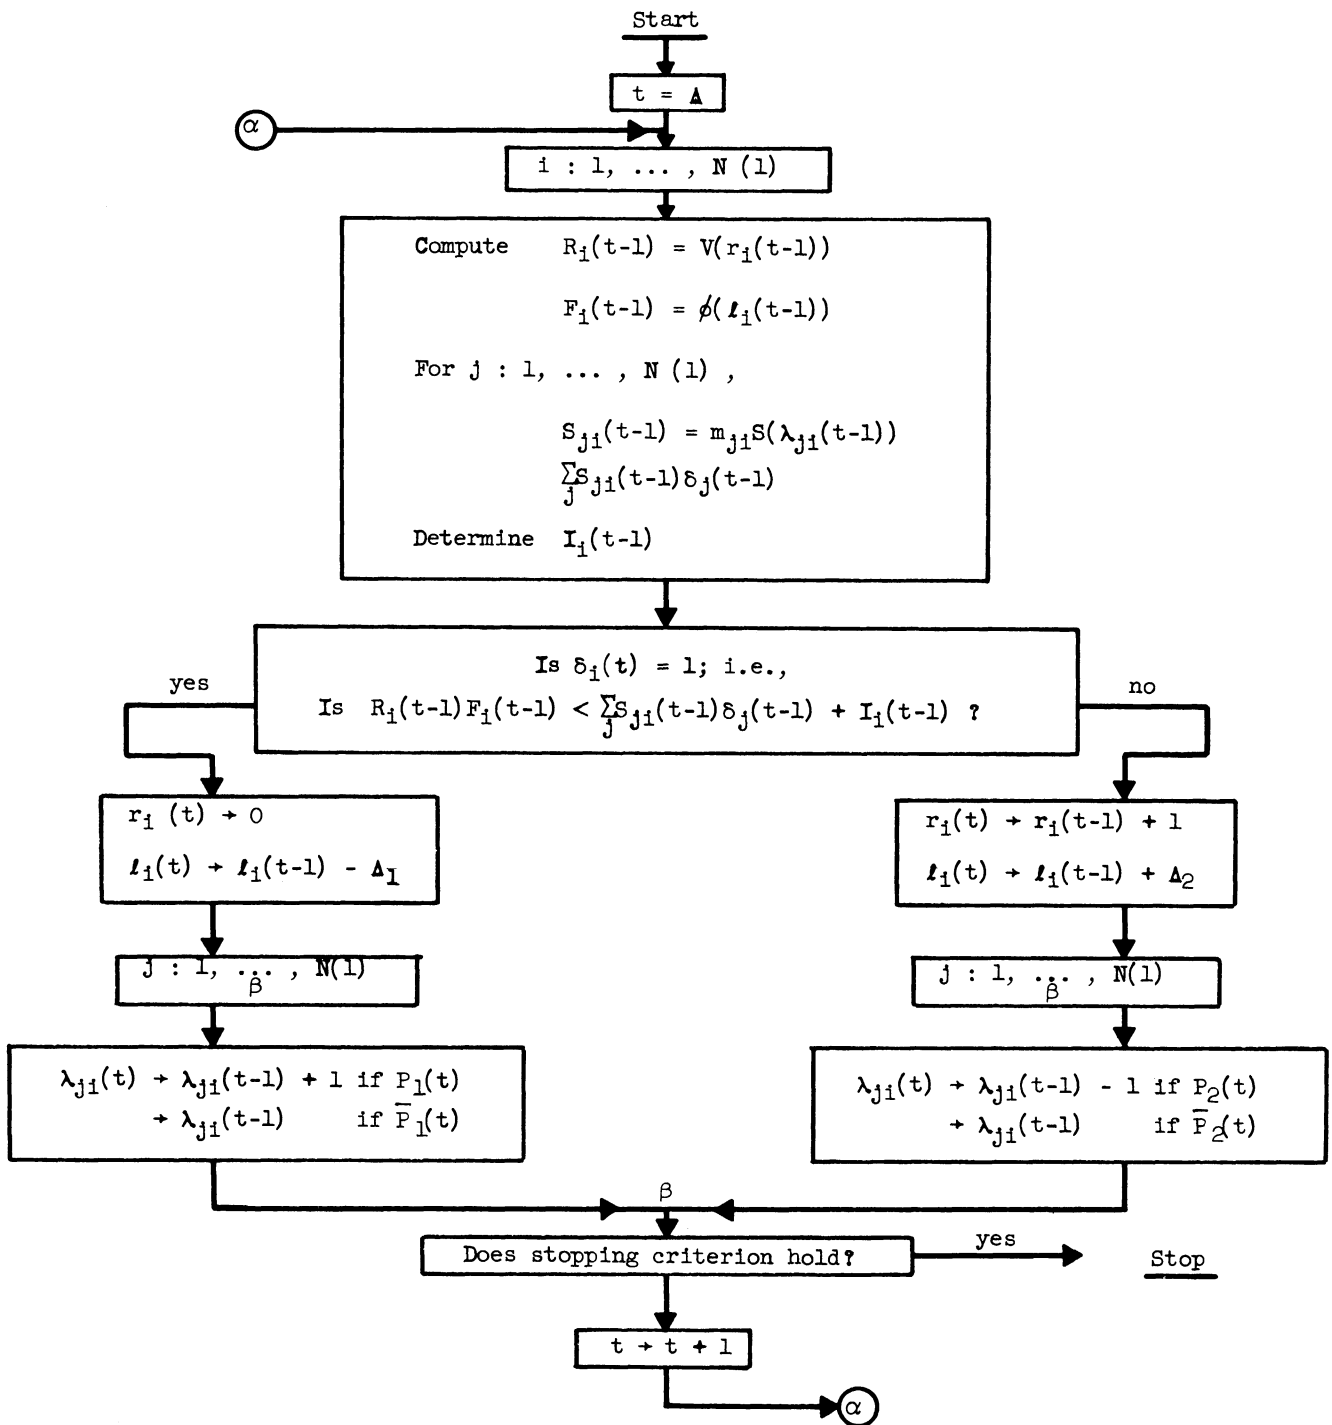 Start
t = Δ
α
i : 1, ... , N (1)
Compute R_i(t-1) = V(r_i(t-1))
F_i(t-1) = ϕ(ℓ_i(t-1))
For j : 1, ... , N (1) ,
S_ji(t-1) = m_ji S(λ_ji(t-1))
∑_j S_ji(t-1)δ_j(t-1)
Determine I_i(t-1)
Is δ_i(t) = 1; i.e.,
Is R_i(t-1)F_i(t-1) < ∑_j S_ji(t-1)δ_j(t-1) + I_i(t-1) ?
yes
no
r_i (t) → 0
ℓ_i(t) → ℓ_i(t-1) - Δ_1
j : 1, ... , N(1)
β
λ_ji(t) → λ_ji(t-1) + 1 if P_1(t)
→ λ_ji(t-1) if P̄_1(t)
r_i(t) → r_i(t-1) + 1
ℓ_i(t) → ℓ_i(t-1) + Δ_2
j : 1, ... , N(1)
β
λ_ji(t) → λ_ji(t-1) - 1 if P_2(t)
→ λ_ji(t-1) if P̄_2(t)
β
Does stopping criterion hold?
yes
Stop
t → t + 1
α